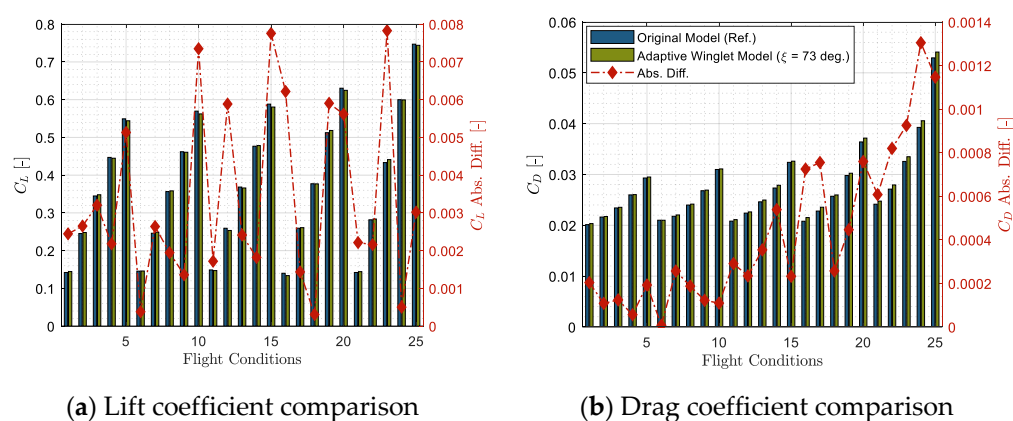 0.8
0.7
0.6
0.5
0.4
0.3
0.2
0.1
0
C_L [-]
0.008
0.007
0.006
0.005
0.004
0.003
0.002
0.001
0
C_L Abs. Diff. [-]
5 10 15 20 25
Flight Conditions
(a) Lift coefficient comparison
0.06
0.05
0.04
0.03
0.02
0.01
0
C_D [-]
Original Model (Ref.)
Adaptive Winglet Model (ξ = 73 deg.)
Abs. Diff.
0.0014
0.0012
0.0010
0.0008
0.0006
0.0004
0.0002
0
C_D Abs. Diff. [-]
5 10 15 20 25
Flight Conditions
(b) Drag coefficient comparison